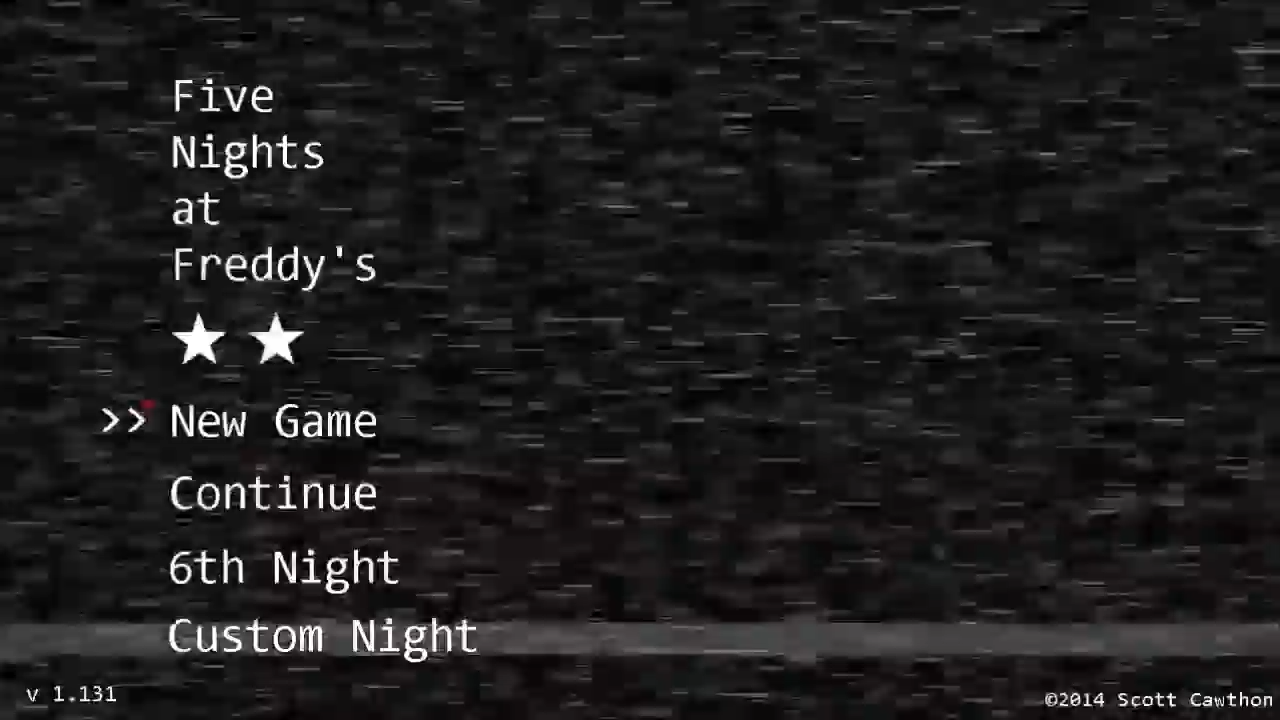 Five
Nights
at
Freddy's
★ ★
>> New Game
Continue
6th Night
Custom Night
v 1.131
©2014 Scott Cawthon